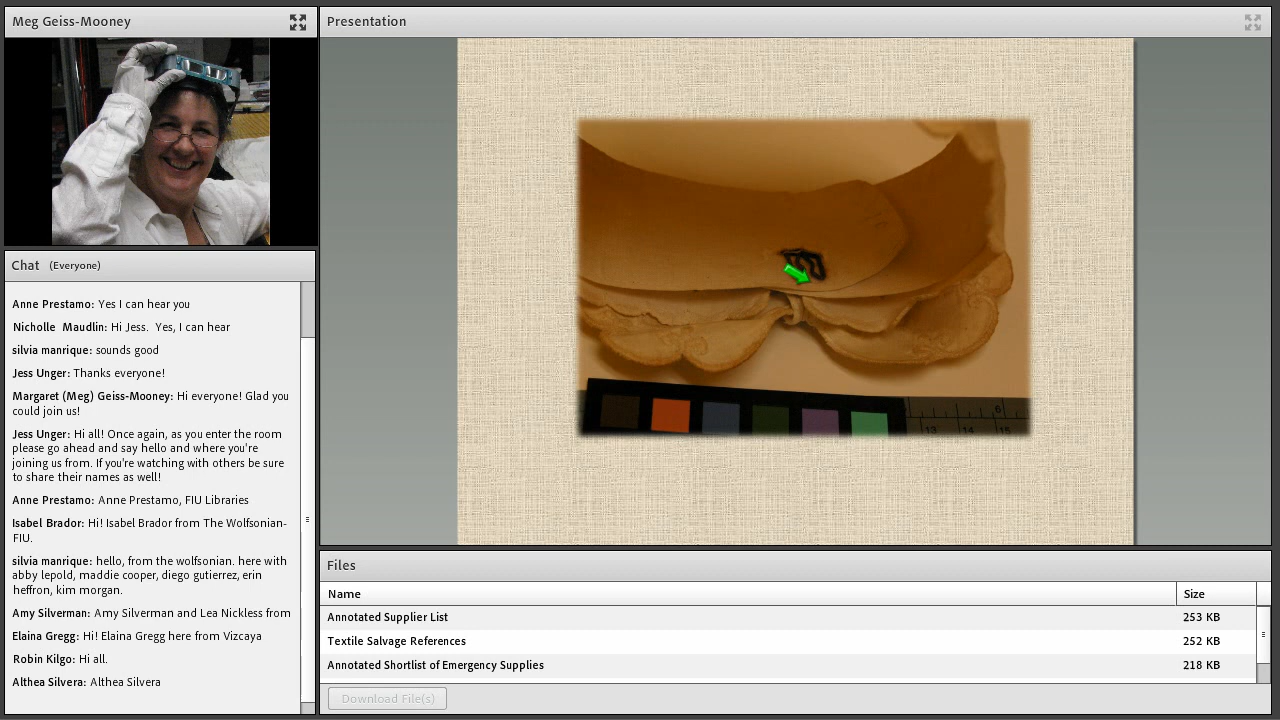 Meg Geiss-Mooney
Chat (Everyone)
Anne Prestamo: Yes I can hear you
Nicholle Maudlin: Hi Jess. Yes, I can hear
silvia manrique: sounds good
Jess Unger: Thanks everyone!
Margaret (Meg) Geiss-Mooney: Hi everyone! Glad you
could join us!
Jess Unger: Hi all! Once again, as you enter the room
please go ahead and say hello and where you're
joining us from. If you're watching with others be sure
to share their names as well!
Anne Prestamo: Anne Prestamo, FIU Libraries
Isabel Brador: Hi! Isabel Brador from The Wolfsonian-
FIU.
silvia manrique: hello, from the wolfsonian. here with
abby lepold, maddie cooper, diego gutierrez, erin
heffron, kim morgan.
Amy Silverman: Amy Silverman and Lea Nickless from
Elaina Gregg: Hi! Elaina Gregg here from Vizcaya
Robin Kilgo: Hi all.
Althea Silvera: Althea Silvera
Presentation
6
13 14 15
Files
Name Size
Annotated Supplier List 253 KB
Textile Salvage References 252 KB
Annotated Shortlist of Emergency Supplies 218 KB
Download File(s)